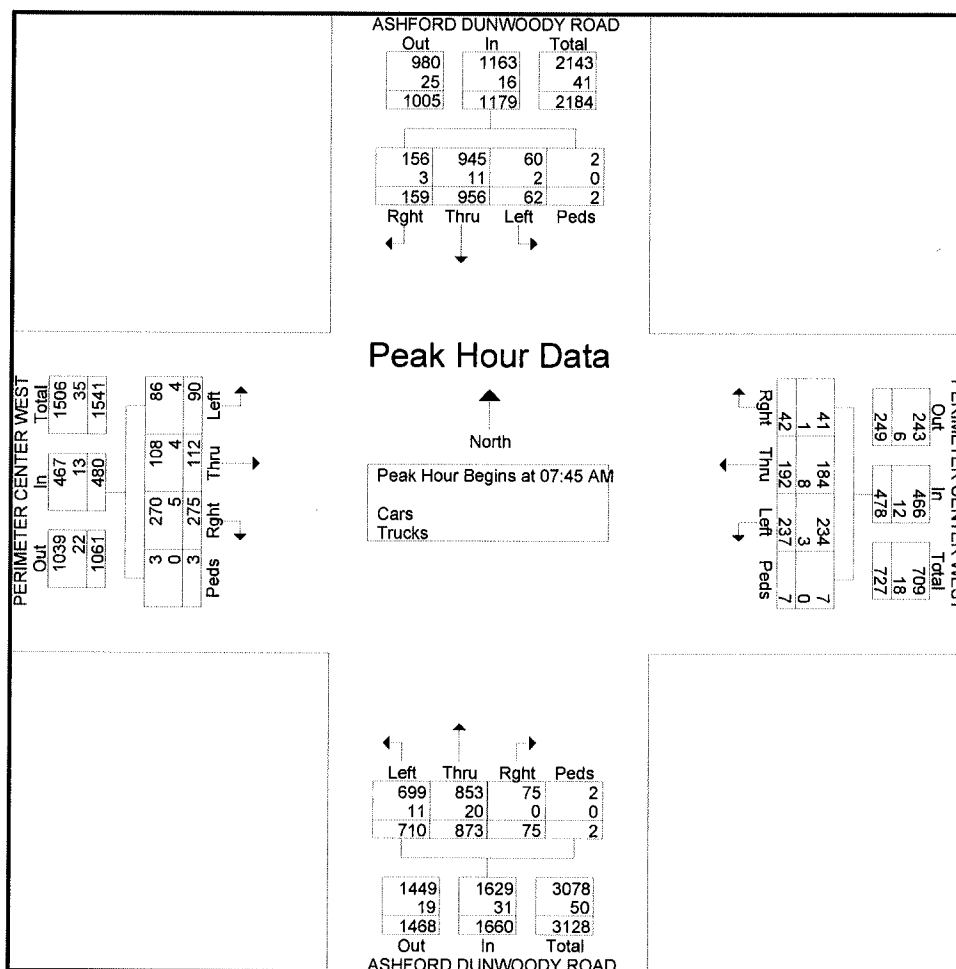 ASHFORD DUNWOODY ROAD
Out In Total
980 1163 2143
25 16 41
1005 1179 2184
156 945 60 2
3 11 2 0
159 956 62 2
Rght Thru Left Peds
Peak Hour Data
North
Peak Hour Begins at 07:45 AM
Cars
Trucks
PERIMETER CENTER WEST
Out In Total
1039 467 1506
22 13 35
1061 480 1541
3 270 108 86
0 5 4 4
3 275 112 90
Peds Rght Thru Left
PERIMETER CENTER WEST
Out In Total
243 466 709
6 12 18
249 478 727
41 184 234 7
1 8 3 0
42 192 237 7
Rght Thru Left Peds
Left Thru Rght Peds
699 853 75 2
11 20 0 0
710 873 75 2
1449 1629 3078
19 31 50
1468 1660 3128
Out In Total
ASHFORD DUNWOODY ROAD